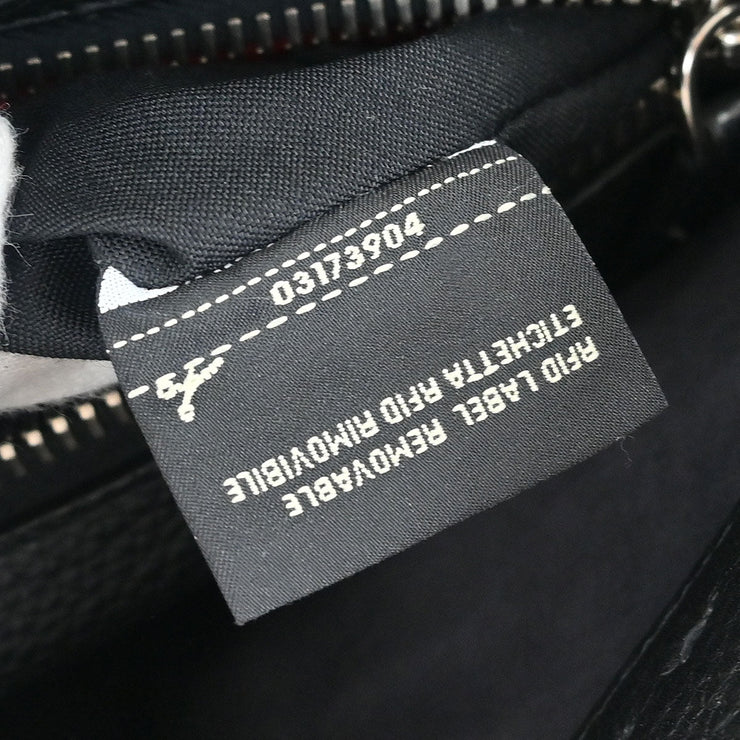 03173904
RFID LABEL REMOVABLE
ETICHETTA RFID RIMOVIBILE